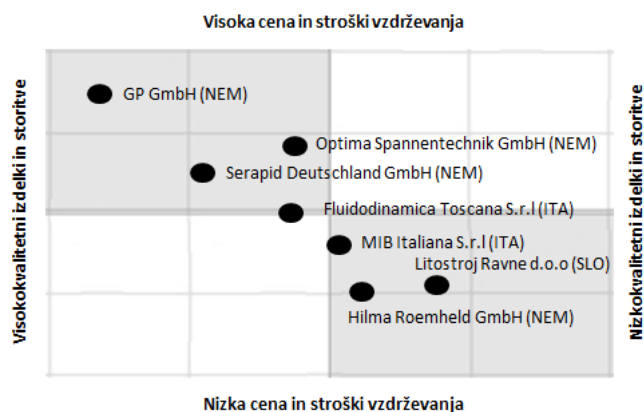 Visoka cena in stroški vzdrževanja
Visokokvalitetni izdelki in storitve
Nizkokvalitetni izdelki in storitve
GP GmbH (NEM)
Optima Spannentechnik GmbH (NEM)
Serapid Deutschland GmbH (NEM)
Fluidodinamica Toscana S.r.l (ITA)
MIB Italiana S.r.l (ITA)
Litostroj Ravne d.o.o (SLO)
Hilma Roemheld GmbH (NEM)
Nizka cena in stroški vzdrževanja